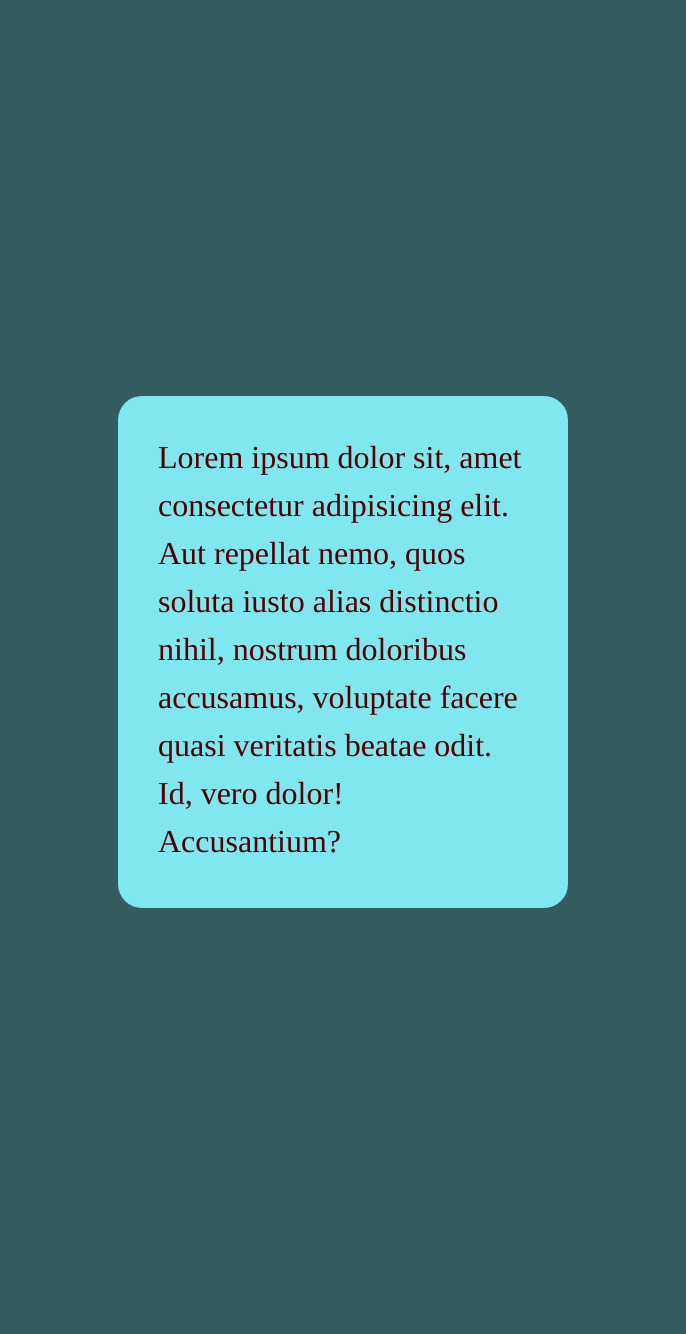 Lorem ipsum dolor sit, amet
consectetur adipisicing elit.
Aut repellat nemo, quos
soluta iusto alias distinctio
nihil, nostrum doloribus
accusamus, voluptate facere
quasi veritatis beatae odit.
Id, vero dolor!
Accusantium?